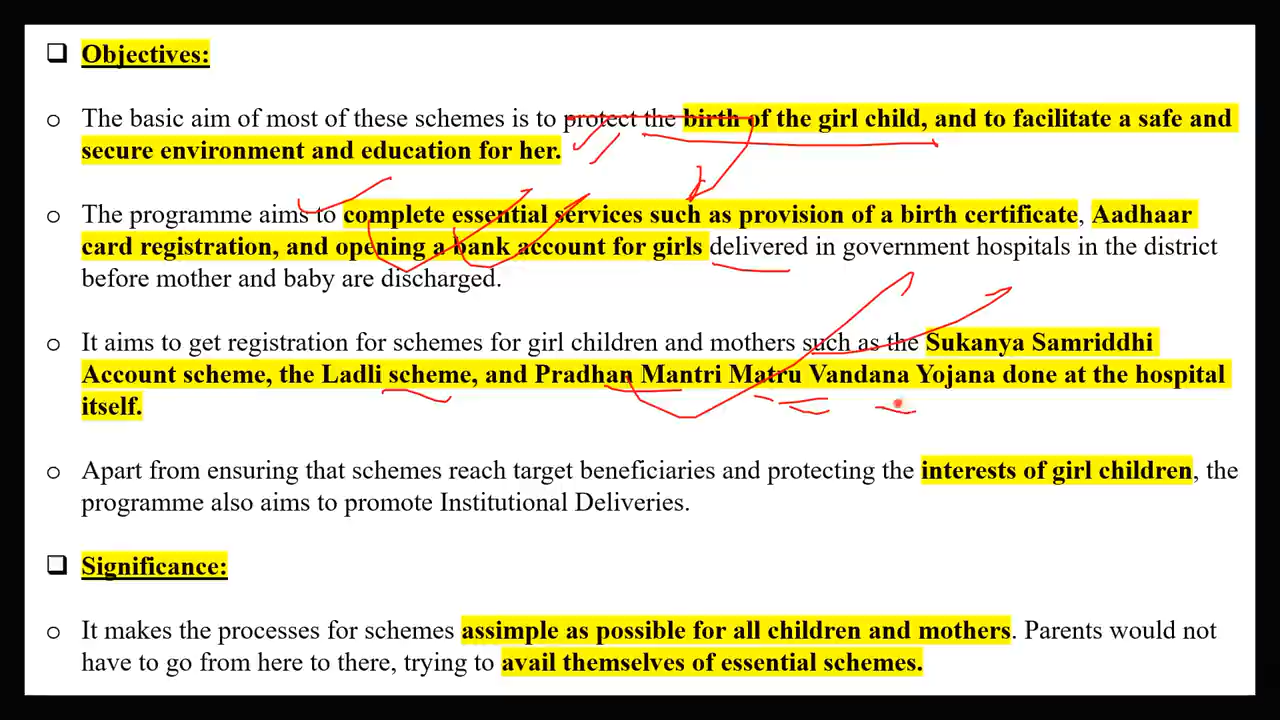 ❑ Objectives:
o The basic aim of most of these schemes is to protect the birth of the girl child, and to facilitate a safe and
secure environment and education for her.
o The programme aims to complete essential services such as provision of a birth certificate, Aadhaar
card registration, and opening a bank account for girls delivered in government hospitals in the district
before mother and baby are discharged.
o It aims to get registration for schemes for girl children and mothers such as the Sukanya Samriddhi
Account scheme, the Ladli scheme, and Pradhan Mantri Matru Vandana Yojana done at the hospital
itself.
o Apart from ensuring that schemes reach target beneficiaries and protecting the interests of girl children, the
programme also aims to promote Institutional Deliveries.
❑ Significance:
o It makes the processes for schemes assimple as possible for all children and mothers. Parents would not
have to go from here to there, trying to avail themselves of essential schemes.